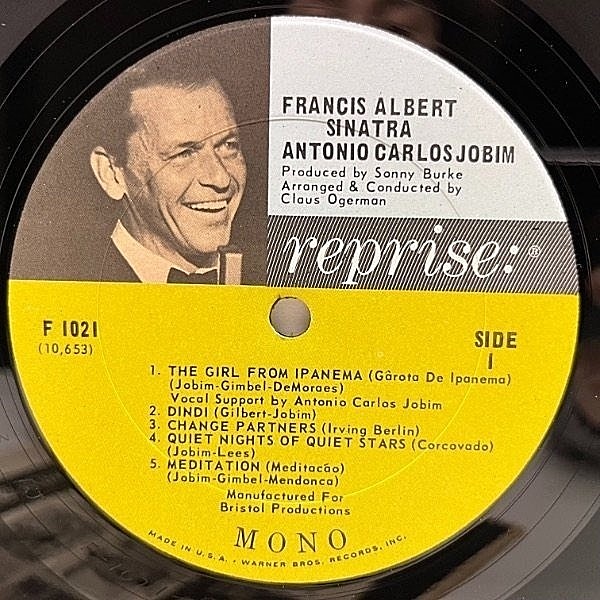 FRANCIS ALBERT
SINATRA
ANTONIO CARLOS JOBIM
Produced by Sonny Burke
Arranged & Conducted by
Claus Ogerman
reprise:®
F 1021
(10,653)
SIDE
1
1. THE GIRL FROM IPANEMA (Gârota De Ipanema)
(Jobim-Gimbel-DeMoraes)
Vocal Support by Antonio Carlos Jobim
2. DINDI (Gilbert-Jobim)
3. CHANGE PARTNERS (Irving Berlin)
4. QUIET NIGHTS OF QUIET STARS (Corcovado)
(Jobim-Lees)
5. MEDITATION (Meditacáo)
(Jobim-Gimbel-Mendonca)
Manufactured For
Bristol Productions
MONO
MADE IN U.S.A. • WARNER BROS. RECORDS, INC.